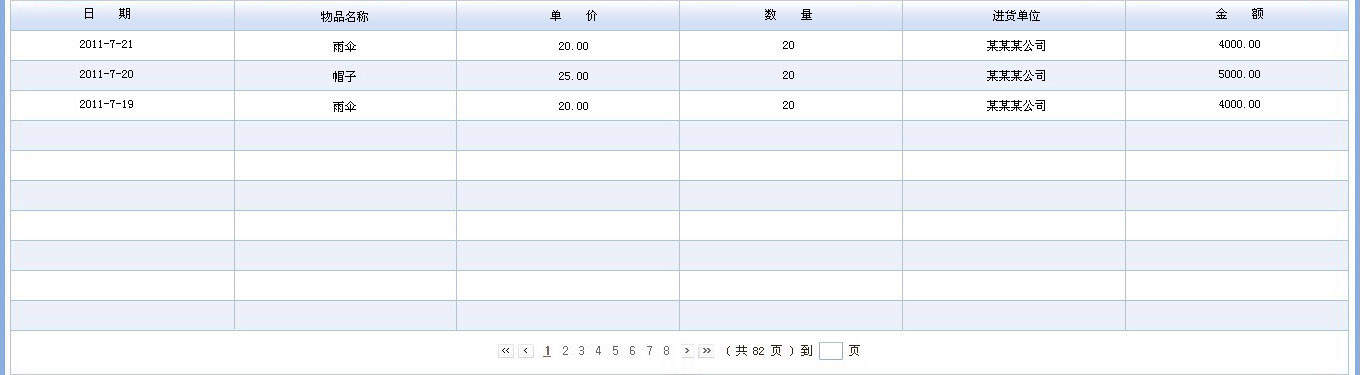 日 期 物品名称 单 价 数 量 进货单位 金 额
2011-7-21 雨伞 20.00 20 某某某公司 4000.00
2011-7-20 帽子 25.00 20 某某某公司 5000.00
2011-7-19 雨伞 20.00 20 某某某公司 4000.00
« ‹ 1 2 3 4 5 6 7 8 › » ( 共 82 页 ) 到 页